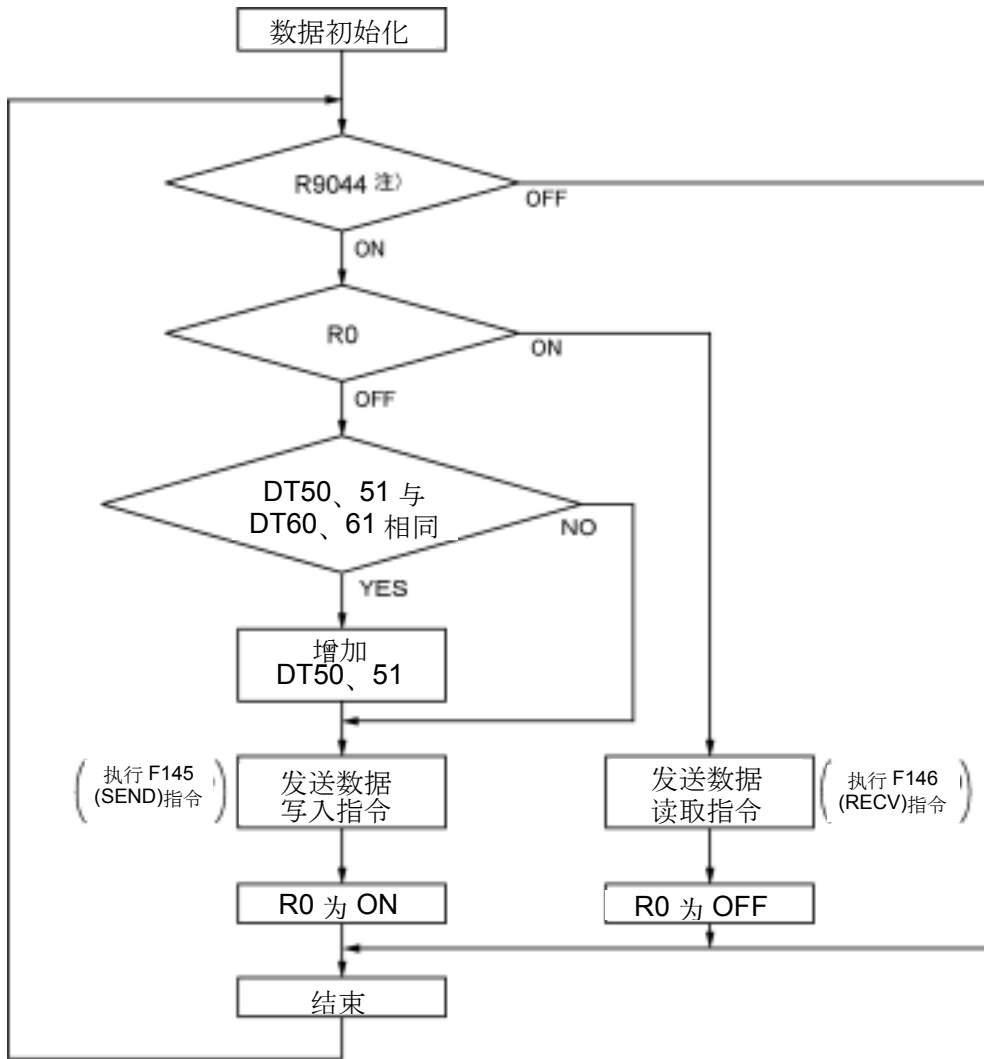 数据初始化
R9044 注)
OFF
ON
R0
ON
OFF
DT50、51 与
DT60、61 相同
NO
YES
增加
DT50、51
执行 F145
(SEND)指令
发送数据
写入指令
发送数据
读取指令
执行 F146
(RECV)指令
R0 为 ON
R0 为 OFF
结束